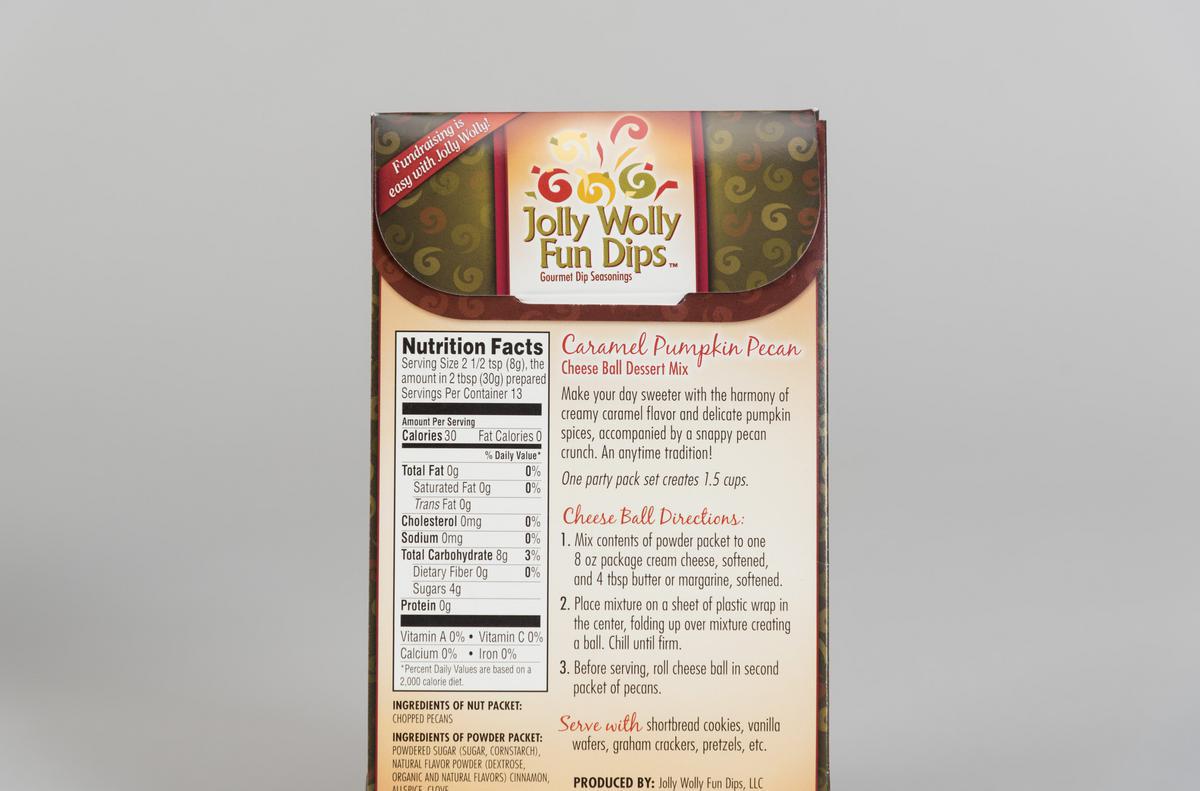 Fundraising is
easy with Jolly Wolly!
Jolly Wolly
Fun Dips™
Gourmet Dip Seasonings
Nutrition Facts
Serving Size 2 1/2 tsp (8g), the
amount in 2 tbsp (30g) prepared
Servings Per Container 13
Amount Per Serving
Calories 30 Fat Calories 0
% Daily Value*
Total Fat 0g 0%
Saturated Fat 0g 0%
Trans Fat 0g
Cholesterol 0mg 0%
Sodium 0mg 0%
Total Carbohydrate 8g 3%
Dietary Fiber 0g 0%
Sugars 4g
Protein 0g
Vitamin A 0% • Vitamin C 0%
Calcium 0% • Iron 0%
*Percent Daily Values are based on a
2,000 calorie diet.
INGREDIENTS OF NUT PACKET:
CHOPPED PECANS
INGREDIENTS OF POWDER PACKET:
POWDERED SUGAR (SUGAR, CORNSTARCH),
NATURAL FLAVOR POWDER (DEXTROSE,
ORGANIC AND NATURAL FLAVORS) CINNAMON,
ALLSPICE, CLOVE
Caramel Pumpkin Pecan
Cheese Ball Dessert Mix
Make your day sweeter with the harmony of
creamy caramel flavor and delicate pumpkin
spices, accompanied by a snappy pecan
crunch. An anytime tradition!
One party pack set creates 1.5 cups.
Cheese Ball Directions:
1. Mix contents of powder packet to one
8 oz package cream cheese, softened,
and 4 tbsp butter or margarine, softened.
2. Place mixture on a sheet of plastic wrap in
the center, folding up over mixture creating
a ball. Chill until firm.
3. Before serving, roll cheese ball in second
packet of pecans.
Serve with shortbread cookies, vanilla
wafers, graham crackers, pretzels, etc.
PRODUCED BY: Jolly Wolly Fun Dips, LLC